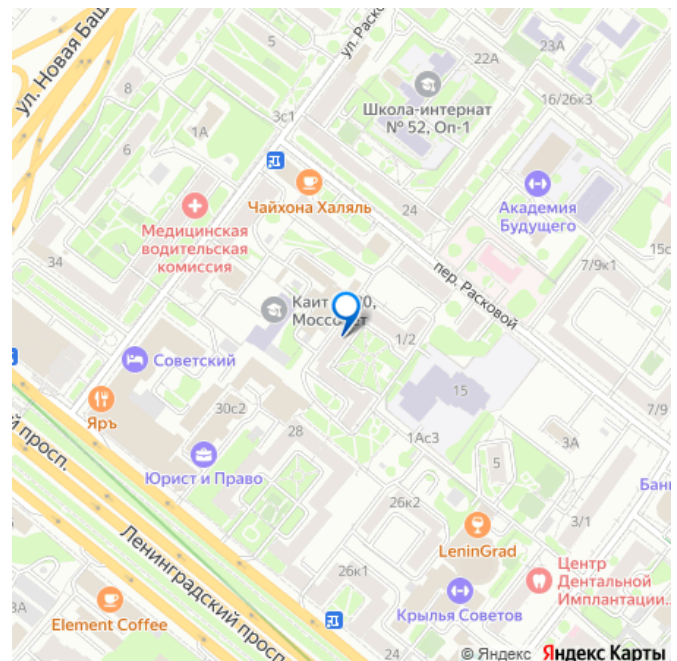 ул. Новая Баш
ул. Раско
5
22А
23А
8
Школа-интернат
№ 52, Оп-1
16/26к3
3с1
1А
6
Чайхона Халяль
24
Академия
Будущего
Медицинская
водительская
комиссия
15с
34
7/9к1
пер. Расковой
Каит
0,
1/2
Советский
15
Яръ
30с2
7/9
й просп.
28
1Ас3
3А
Юрист и Право
5
Бан
26к2
3/1
LeninGrad
Ленинградский просп.
Центр
Дентальной
Имплантации...
26к1
3А
Крылья Советов
Element Coffee
24
© Яндекс Яндекс Карты